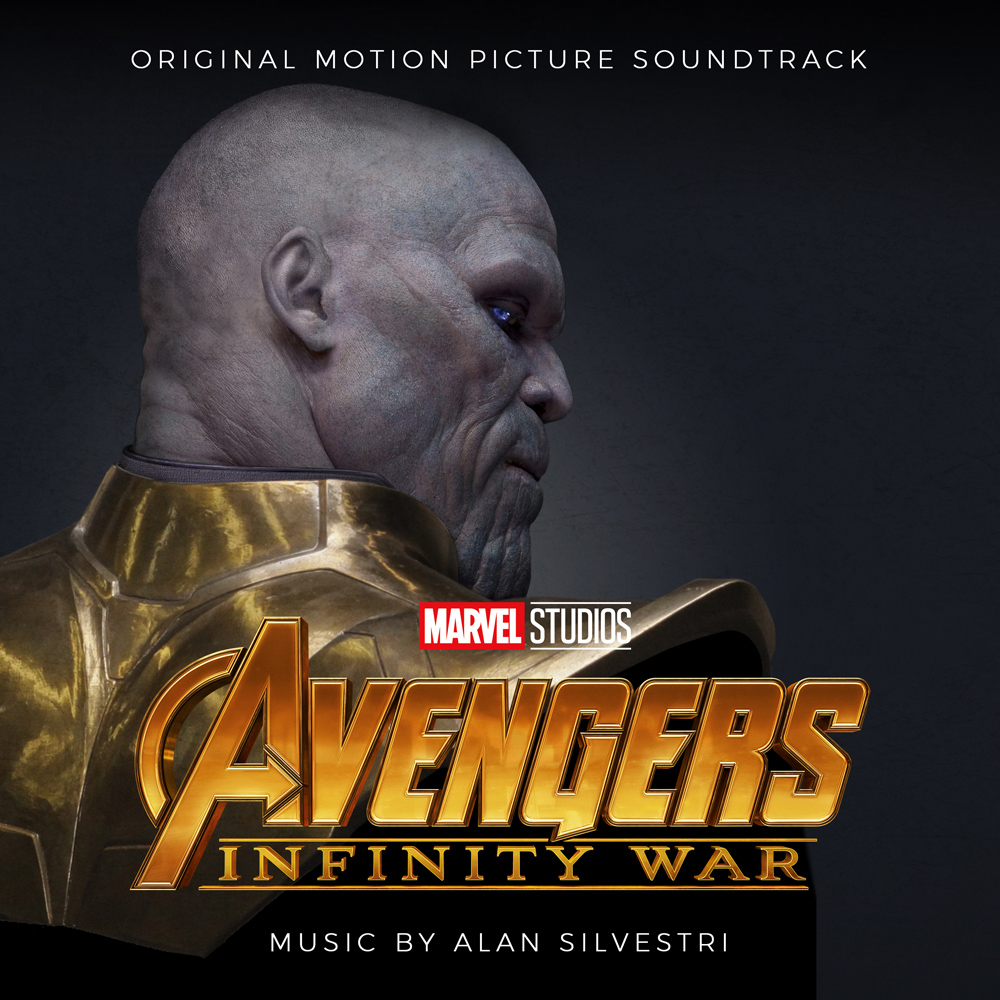 ORIGINAL MOTION PICTURE SOUNDTRACK
MARVEL STUDIOS
AVENGERS
INFINITY WAR
MUSIC BY ALAN SILVESTRI